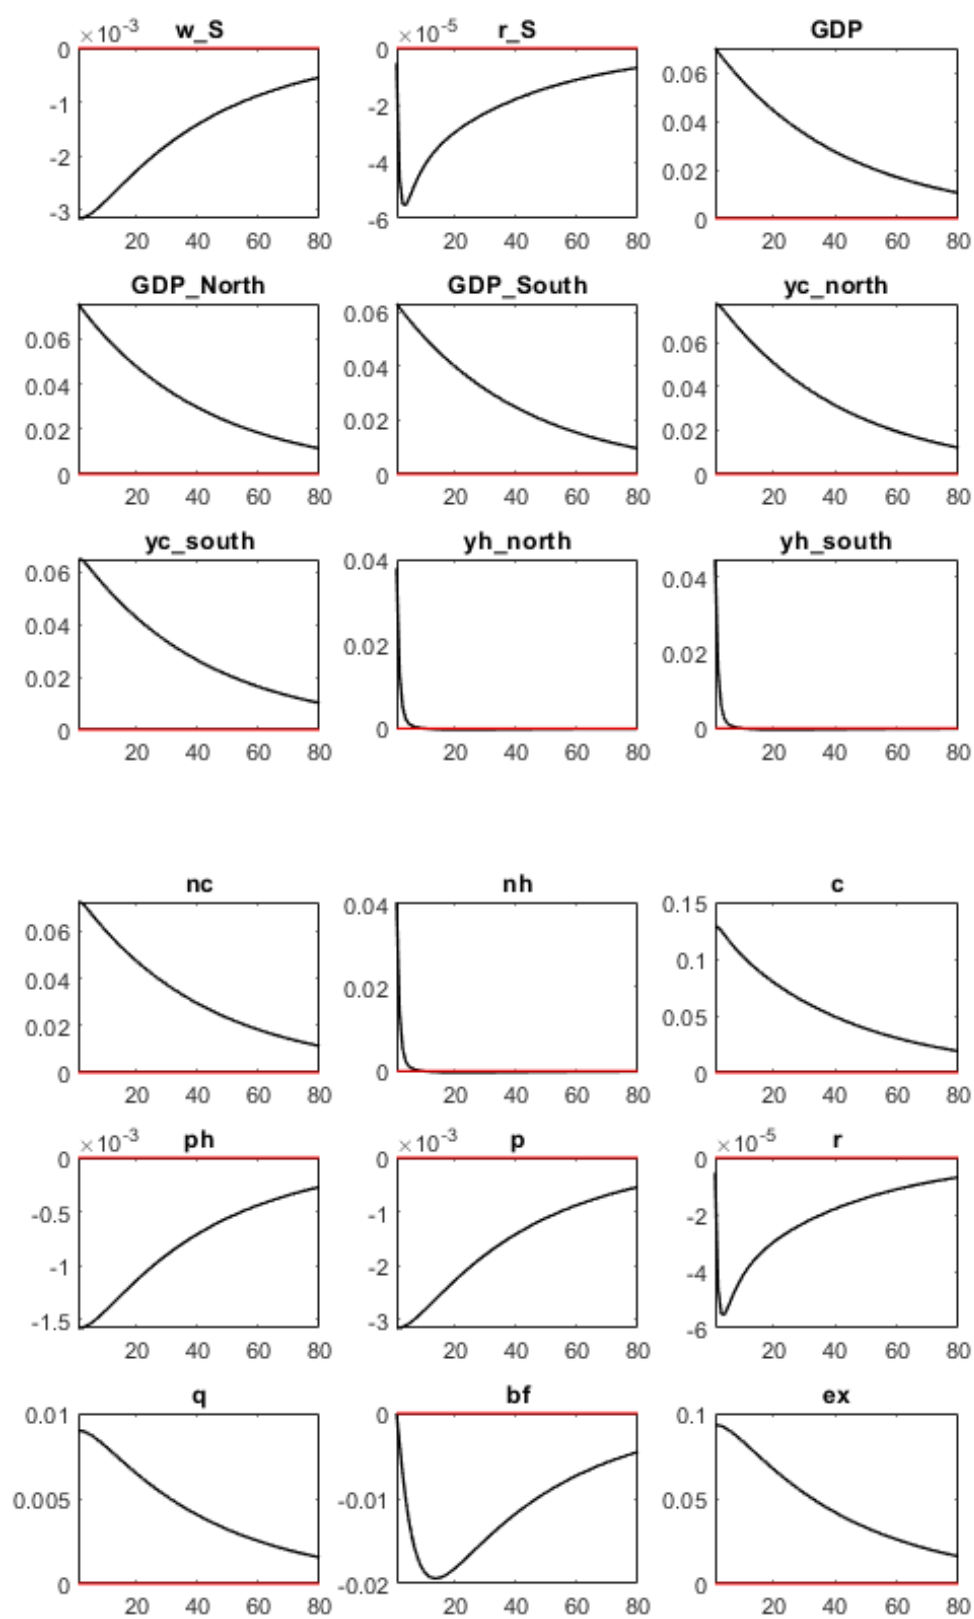 w_S
×10-3
0
-1
-2
-3
20 40 60 80
r_S
×10-5
0
-2
-4
-6
20 40 60 80
GDP
0.06
0.04
0.02
0
20 40 60 80
GDP_North
0.06
0.04
0.02
0
20 40 60 80
GDP_South
0.06
0.04
0.02
0
20 40 60 80
yc_north
0.06
0.04
0.02
0
20 40 60 80
yc_south
0.06
0.04
0.02
0
20 40 60 80
yh_north
0.04
0.02
0
20 40 60 80
yh_south
0.04
0.02
0
20 40 60 80
nc
0.06
0.04
0.02
0
20 40 60 80
nh
0.04
0.02
0
20 40 60 80
c
0.15
0.1
0.05
0
20 40 60 80
ph
×10-3
0
-0.5
-1
-1.5
20 40 60 80
p
×10-3
0
-1
-2
-3
20 40 60 80
r
×10-5
0
-2
-4
-6
20 40 60 80
q
0.01
0.005
0
20 40 60 80
bf
0
-0.01
-0.02
20 40 60 80
ex
0.1
0.05
0
20 40 60 80